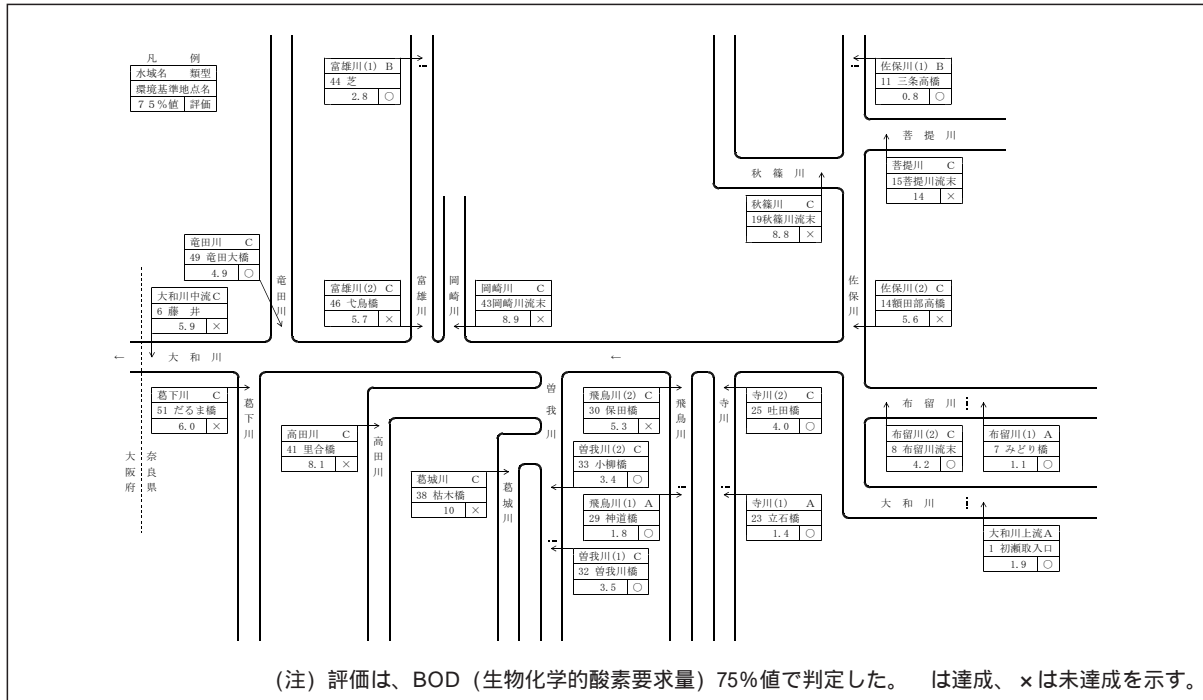 凡 例
水域名 類型
環境基準地点名
75%値 評価
富雄川(1) B
44 芝
2.8 ○
佐保川(1) B
11 三条高橋
0.8 ○
菩提川
菩提川 C
15菩提川流末
14 ×
秋篠川
秋篠川 C
19秋篠川流末
8.8 ×
竜田川 C
49 竜田大橋
4.9 ○
大和川中流C
6 藤 井
5.9 ×
竜田川
富雄川(2) C
46 弋鳥橋
5.7 ×
富雄川
岡崎川
岡崎川 C
43岡崎川流末
8.9 ×
佐保川
佐保川(2) C
14額田部高橋
5.6 ×
← 大和川
←
葛下川 C
51 だるま橋
6.0 ×
葛下川
大阪府
奈良県
高田川 C
41 里合橋
8.1 ×
高田川
葛城川 C
38 枯木橋
10 ×
葛城川
曽我川
飛鳥川(2) C
30 保田橋
5.3 ×
曽我川(2) C
33 小柳橋
3.4 ○
飛鳥川(1) A
29 神道橋
1.8 ○
曽我川(1) C
32 曽我川橋
3.5 ○
飛鳥川
寺川
寺川(2) C
25 吐田橋
4.0 ○
寺川(1) A
23 立石橋
1.4 ○
布留川
布留川(2) C
8 布留川流末
4.2 ○
布留川(1) A
7 みどり橋
1.1 ○
大和川
大和川上流A
1 初瀬取入口
1.9 ○
(注) 評価は、BOD (生物化学的酸素要求量) 75%値で判定した。 は達成、×は未達成を示す。